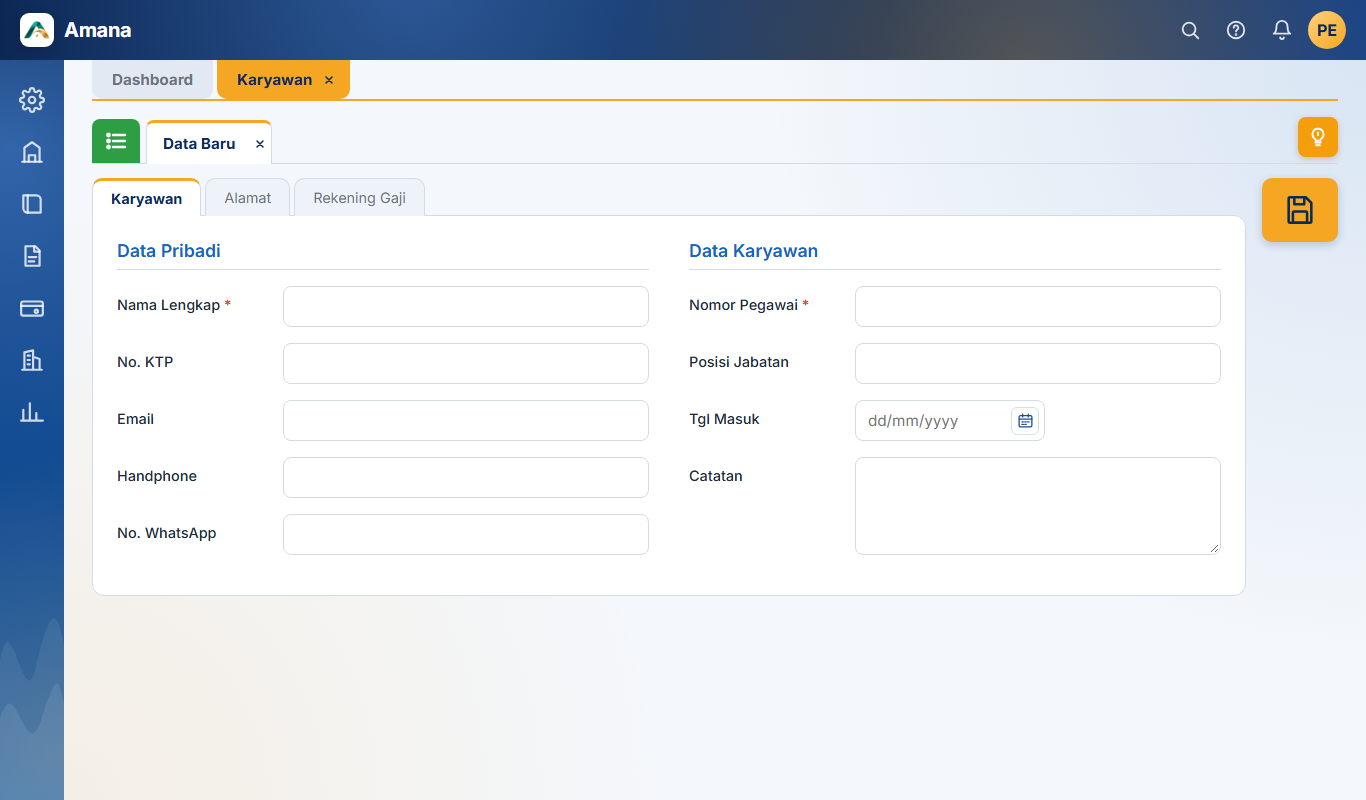 Amana
PE
Dashboard
Karyawan ×
Data Baru ×
Karyawan
Alamat
Rekening Gaji
Data Pribadi
Data Karyawan
Nama Lengkap *
Nomor Pegawai *
No. KTP
Posisi Jabatan
Email
Tgl Masuk
dd/mm/yyyy
Handphone
Catatan
No. WhatsApp